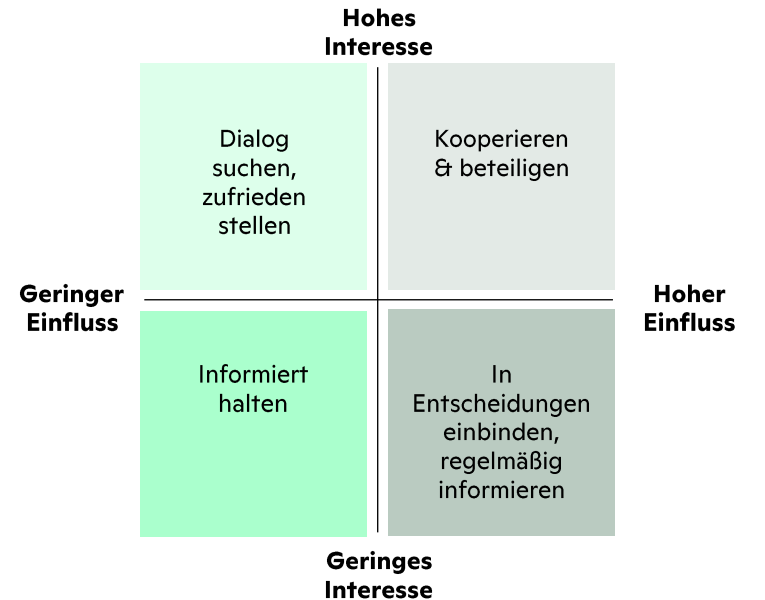 Hohes
Interesse
Dialog
suchen,
zufrieden
stellen
Kooperieren
& beteiligen
Geringer
Einfluss
Hoher
Einfluss
Informiert
halten
In
Entscheidungen
einbinden,
regelmäßig
informieren
Geringes
Interesse